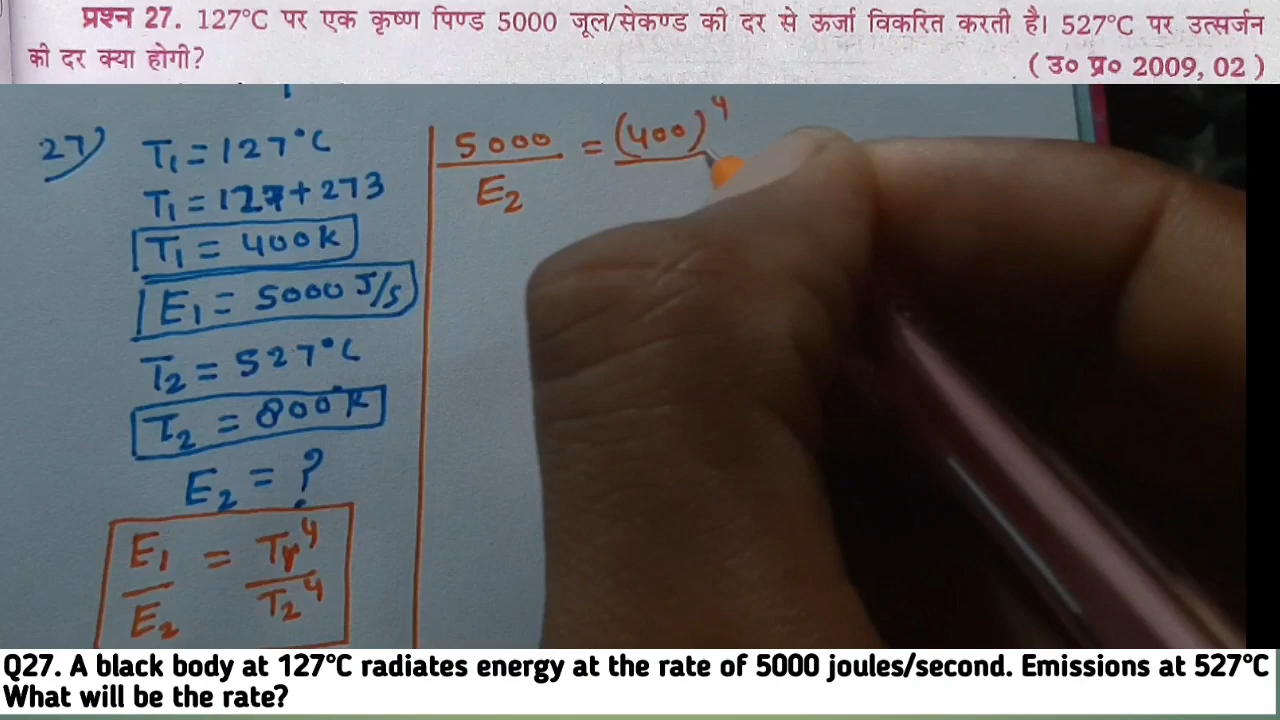 प्रश्न 27. 127°C पर एक कृष्ण पिण्ड 5000 जूल/सेकण्ड की दर से ऊर्जा विकरित करती है। 527°C पर उत्सर्जन
की दर क्या होगी?
( उ० प्र० 2009, 02 )
27)
T₁ = 127°C
T₁ = 127 + 273
T₁ = 400K
E₁ = 5000 J/s
T₂ = 527°C
T₂ = 800K
E₂ = ?
E₁/E₂ = T₁⁴/T₂⁴
5000/E₂ = (400)⁴
Q27. A black body at 127°C radiates energy at the rate of 5000 joules/second. Emissions at 527°C
What will be the rate?